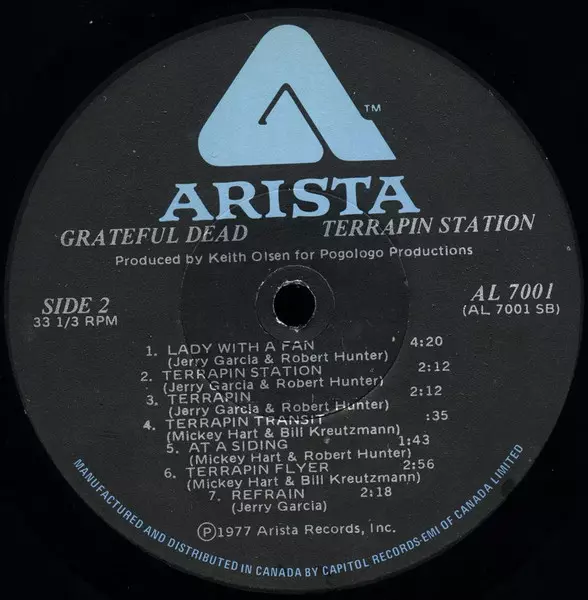 ™
ARISTA
GRATEFUL DEAD TERRAPIN STATION
Produced by Keith Olsen for Pogologo Productions
SIDE 2 AL 7001
33 1/3 RPM (AL 7001 SB)
1. LADY WITH A FAN 4:20
(Jerry Garcia & Robert Hunter)
2. TERRAPIN STATION 2:12
(Jerry Garcia & Robert Hunter)
3. TERRAPIN 2:12
(Jerry Garcia & Robert Hunter)
4. TERRAPIN TRANSIT :35
(Mickey Hart & Bill Kreutzmann)
5. AT A SIDING 1:43
(Mickey Hart & Robert Hunter)
6. TERRAPIN FLYER 2:56
(Mickey Hart & Bill Kreutzmann)
7. REFRAIN 2:18
(Jerry Garcia)
℗1977 Arista Records, Inc.
MANUFACTURED AND DISTRIBUTED IN CANADA BY CAPITOL RECORDS-EMI OF CANADA LIMITED